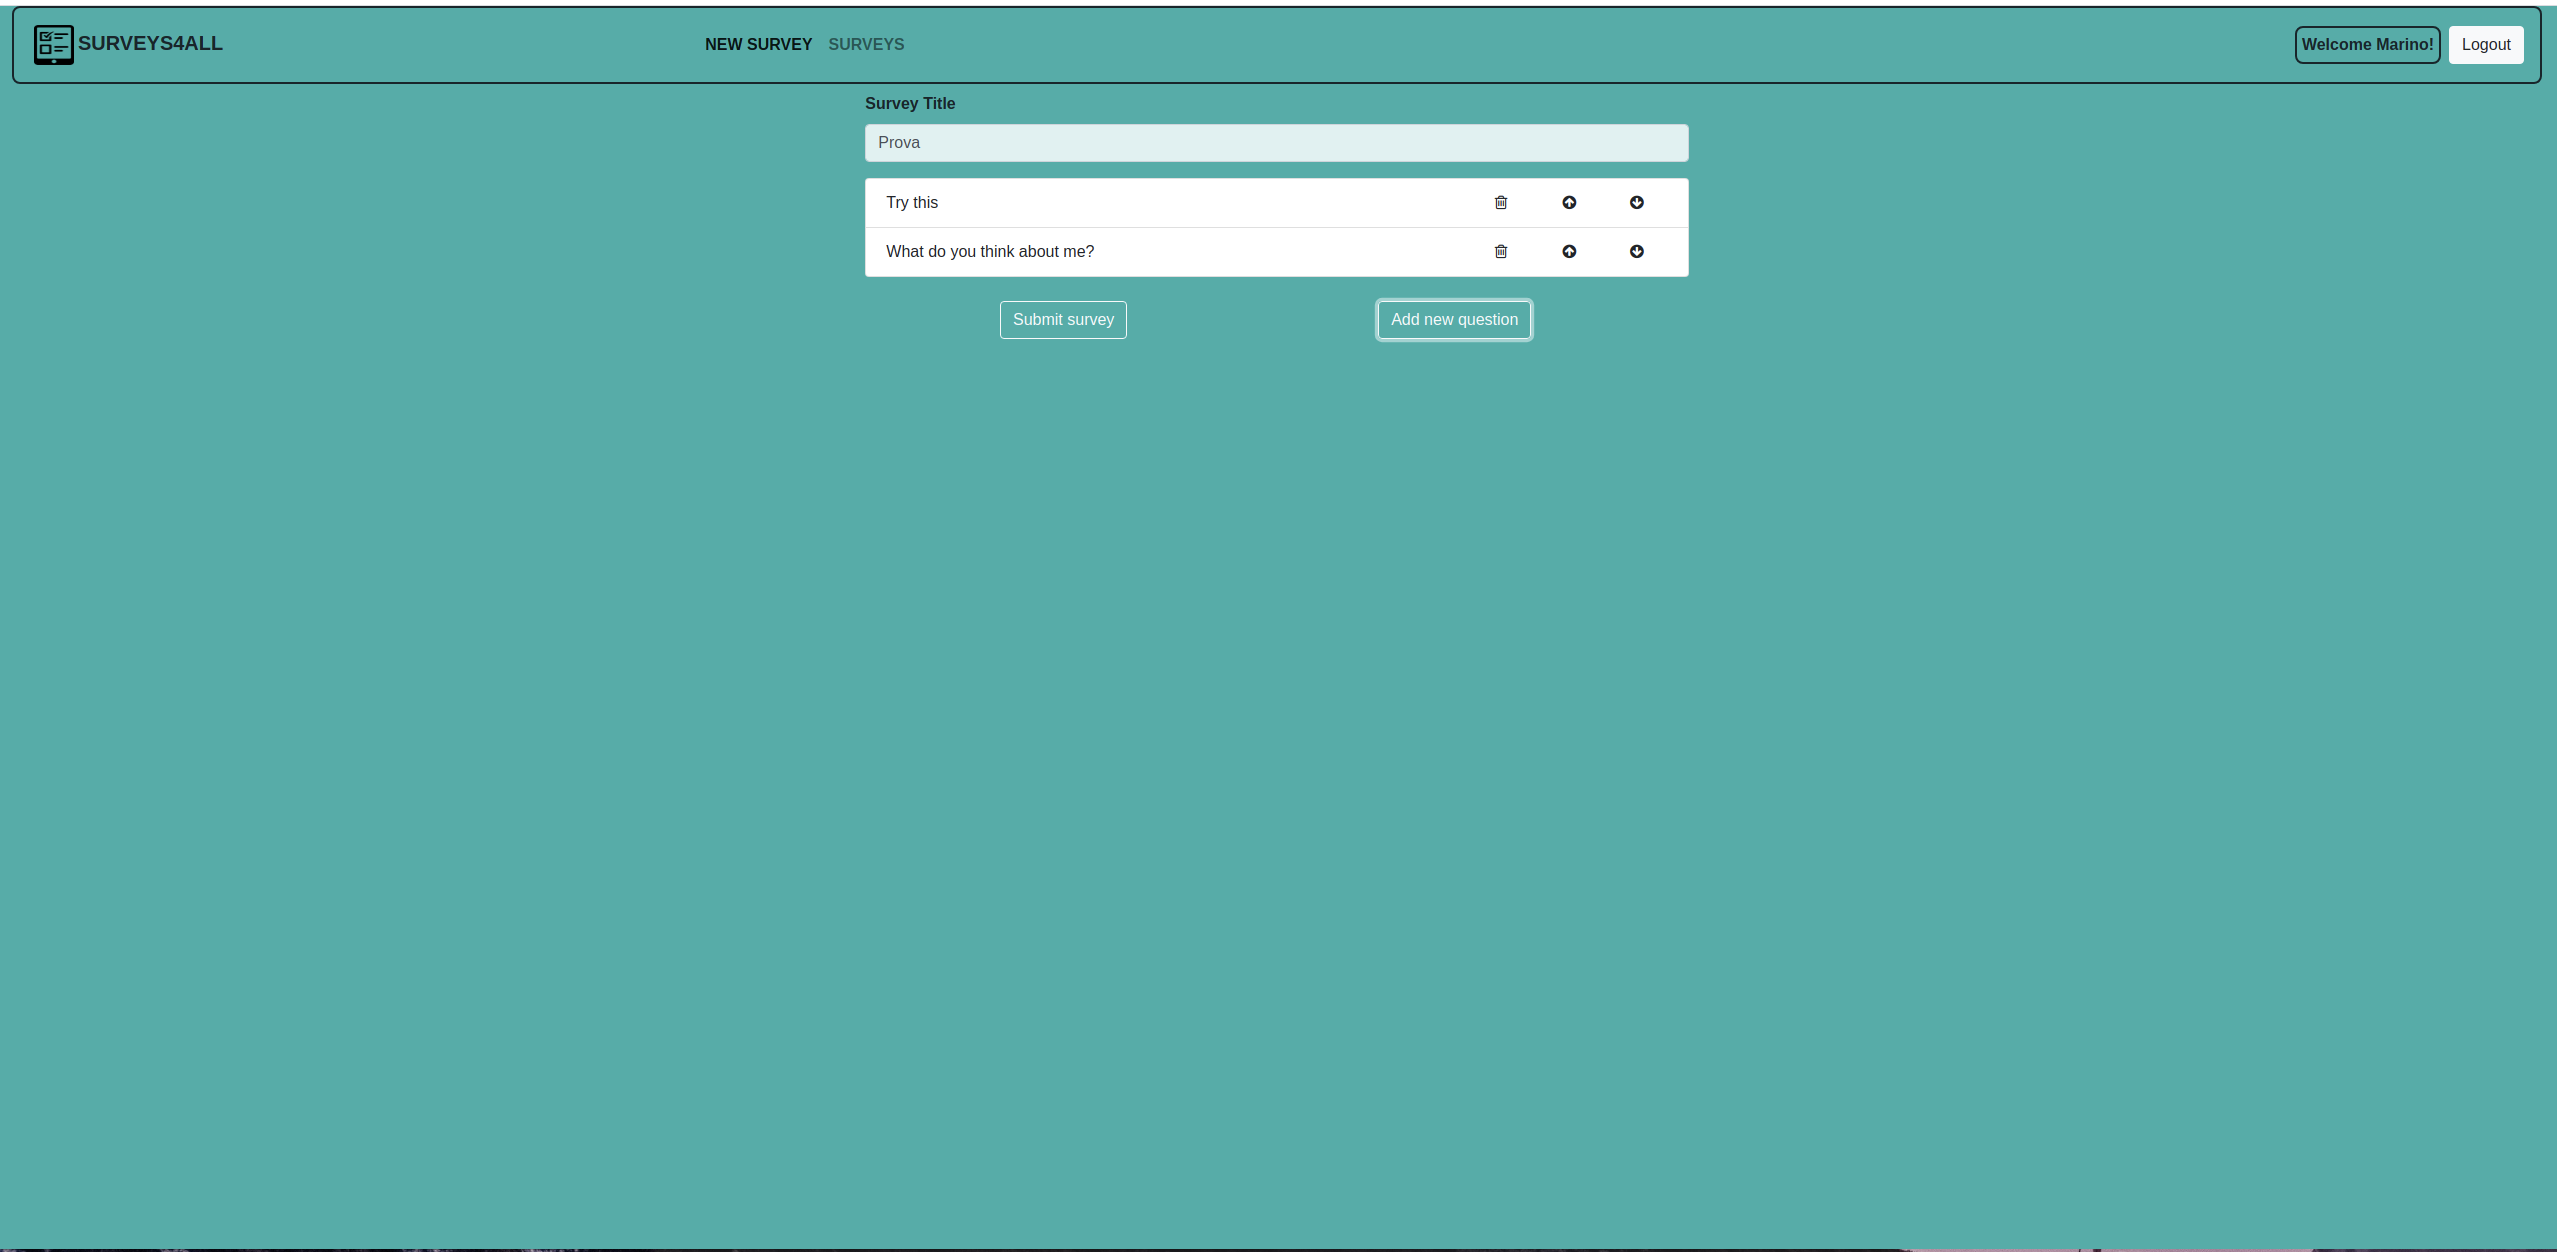 SURVEYS4ALL
NEW SURVEY SURVEYS
Welcome Marino! Logout
Survey Title
Prova
Try this
What do you think about me?
Submit survey
Add new question